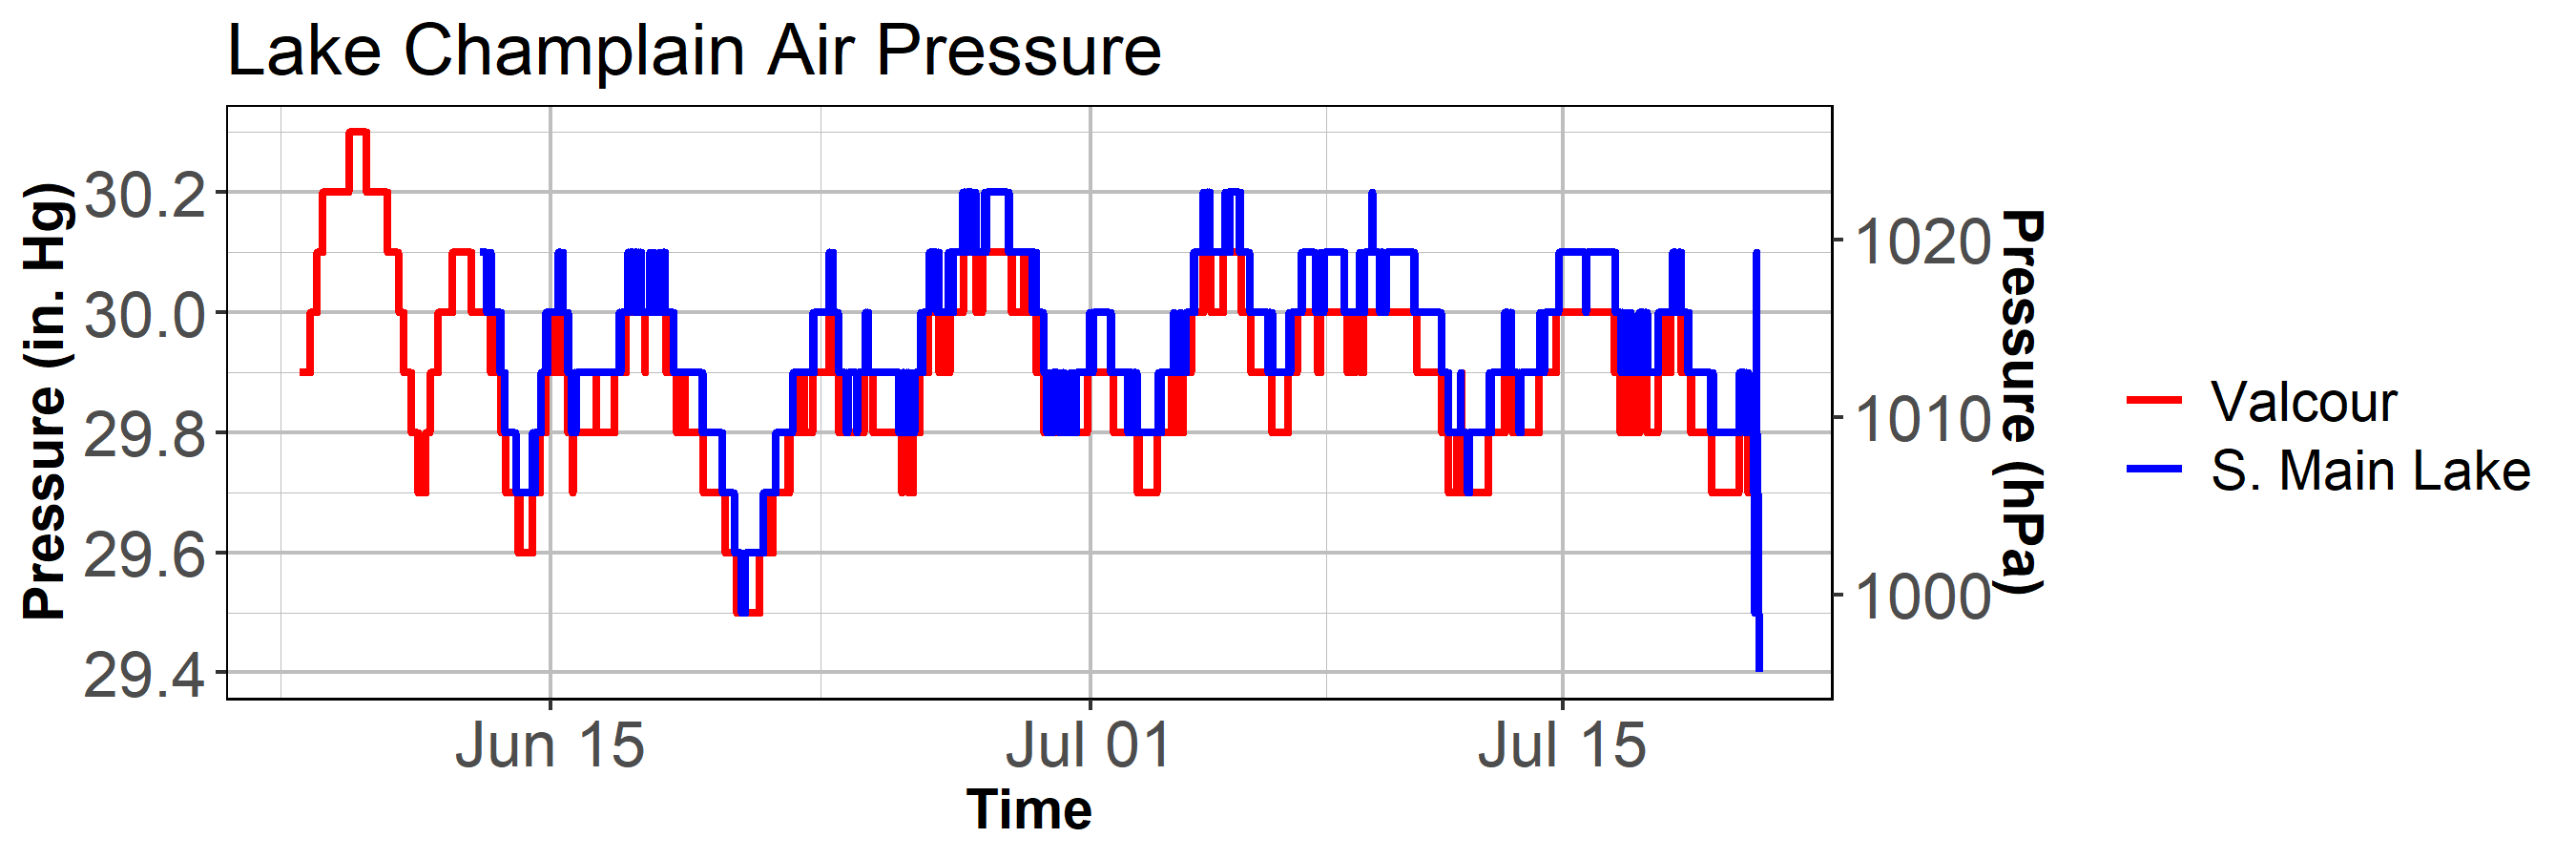 Lake Champlain Air Pressure
Pressure (in. Hg)
30.2
30.0
29.8
29.6
29.4
1020
1010
1000
Pressure (hPa)
Jun 15
Jul 01
Jul 15
Time
Valcour
S. Main Lake